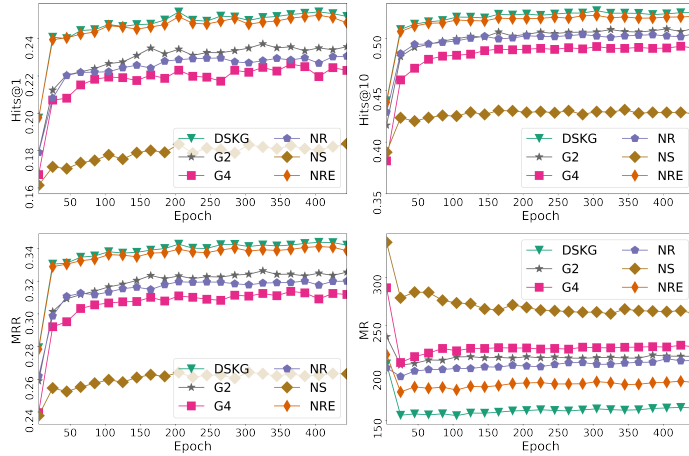 Hits@1
0.24
0.22
0.20
0.18
0.16
50 100 150 200 250 300 350 400
Epoch
DSKG NR
G2 NS
G4 NRE
Hits@10
0.50
0.45
0.40
0.35
50 100 150 200 250 300 350 400
Epoch
DSKG NR
G2 NS
G4 NRE
MRR
0.34
0.32
0.30
0.28
0.26
0.24
50 100 150 200 250 300 350 400
Epoch
DSKG NR
G2 NS
G4 NRE
MR
300
250
200
150
50 100 150 200 250 300 350 400
Epoch
DSKG NR
G2 NS
G4 NRE